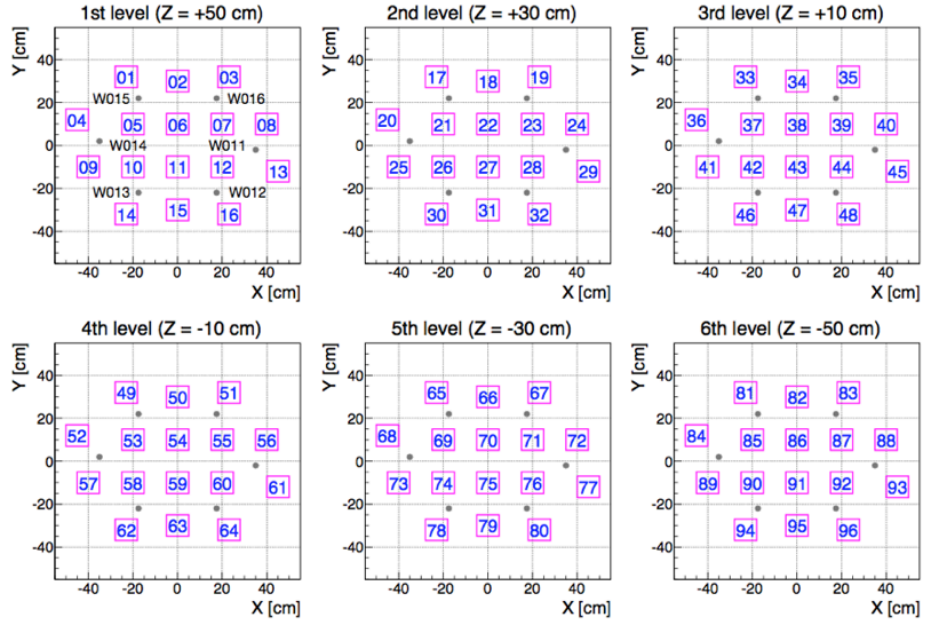 1st level (Z = +50 cm)
2nd level (Z = +30 cm)
3rd level (Z = +10 cm)
Y [cm]
Y [cm]
Y [cm]
40
20
0
-20
-40
01 02 03
W015 W016
04 05 06 07 08
W014 W011
09 10 11 12 13
W013 W012
14 15 16
-40 -20 0 20 40
X [cm]
40
20
0
-20
-40
17 18 19
20 21 22 23 24
25 26 27 28 29
30 31 32
-40 -20 0 20 40
X [cm]
40
20
0
-20
-40
33 34 35
36 37 38 39 40
41 42 43 44 45
46 47 48
-40 -20 0 20 40
X [cm]
4th level (Z = -10 cm)
5th level (Z = -30 cm)
6th level (Z = -50 cm)
Y [cm]
Y [cm]
Y [cm]
40
20
0
-20
-40
49 50 51
52 53 54 55 56
57 58 59 60 61
62 63 64
-40 -20 0 20 40
X [cm]
40
20
0
-20
-40
65 66 67
68 69 70 71 72
73 74 75 76 77
78 79 80
-40 -20 0 20 40
X [cm]
40
20
0
-20
-40
81 82 83
84 85 86 87 88
89 90 91 92 93
94 95 96
-40 -20 0 20 40
X [cm]